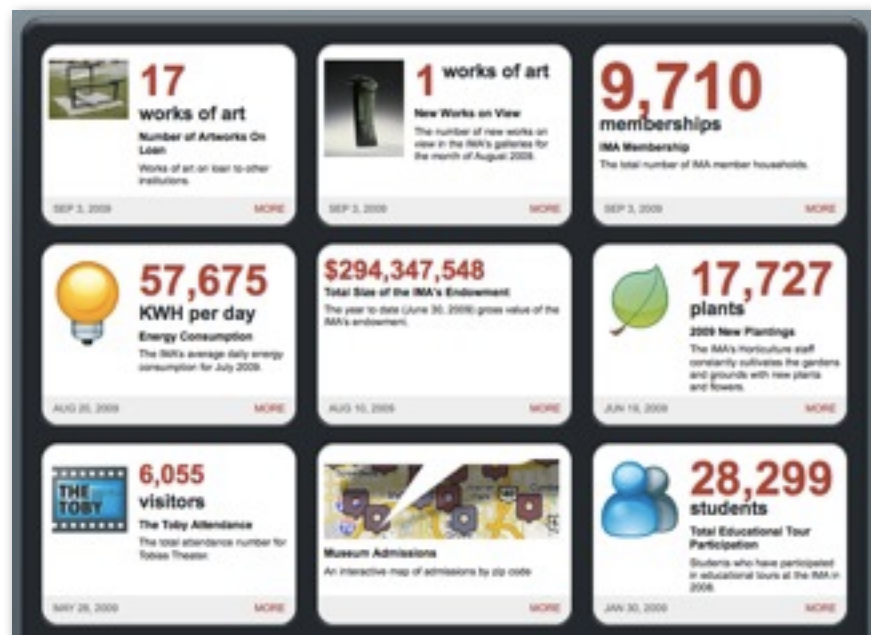 17
works of art
Number of Artworks On
Loan
Works of art on loan to other
institutions.
SEP 3, 2009
MORE
1 works of art
New Works on View
The number of new works on
view in the IMA's galleries for
the month of August 2009.
SEP 3, 2009
MORE
9,710
memberships
IMA Membership
The total number of IMA member households.
SEP 3, 2009
MORE
57,675
KWH per day
Energy Consumption
The IMA's average daily energy
consumption for July 2009.
AUG 20, 2009
MORE
$294,347,548
Total Size of the IMA's Endowment
The year to date (June 30, 2009) gross value of the
IMA's endowment.
AUG 10, 2009
MORE
17,727
plants
2009 New Plantings
The IMA's Horticulture staff
constantly cultivates the gardens
and grounds with new plants
and flowers.
JUN 19, 2009
MORE
THE
TOBY
6,055
visitors
The Toby Attendance
The total attendance number for
Tobias Theater.
MAY 28, 2009
MORE
Museum Admissions
An interactive map of admissions by zip code
MORE
28,299
students
Total Educational Tour
Participation
Students who have participated
in educational tours at the IMA in
2008.
JAN 30, 2009
MORE